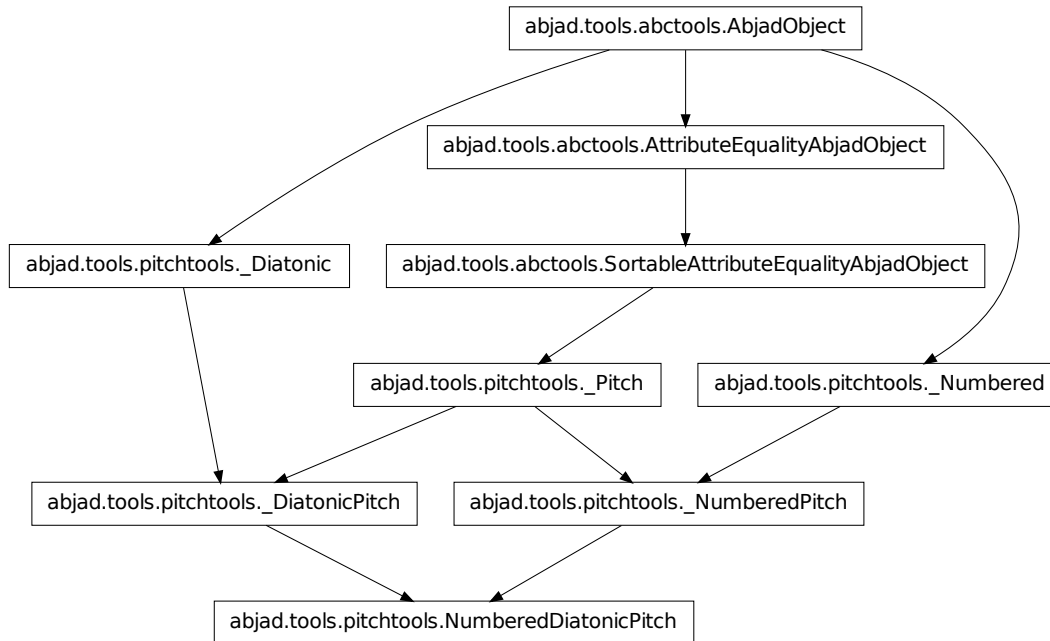 abjad.tools.abctools.AbjadObject
abjad.tools.abctools.AttributeEqualityAbjadObject
abjad.tools.pitchtools._Diatonic
abjad.tools.abctools.SortableAttributeEqualityAbjadObject
abjad.tools.pitchtools._Pitch
abjad.tools.pitchtools._Numbered
abjad.tools.pitchtools._DiatonicPitch
abjad.tools.pitchtools._NumberedPitch
abjad.tools.pitchtools.NumberedDiatonicPitch